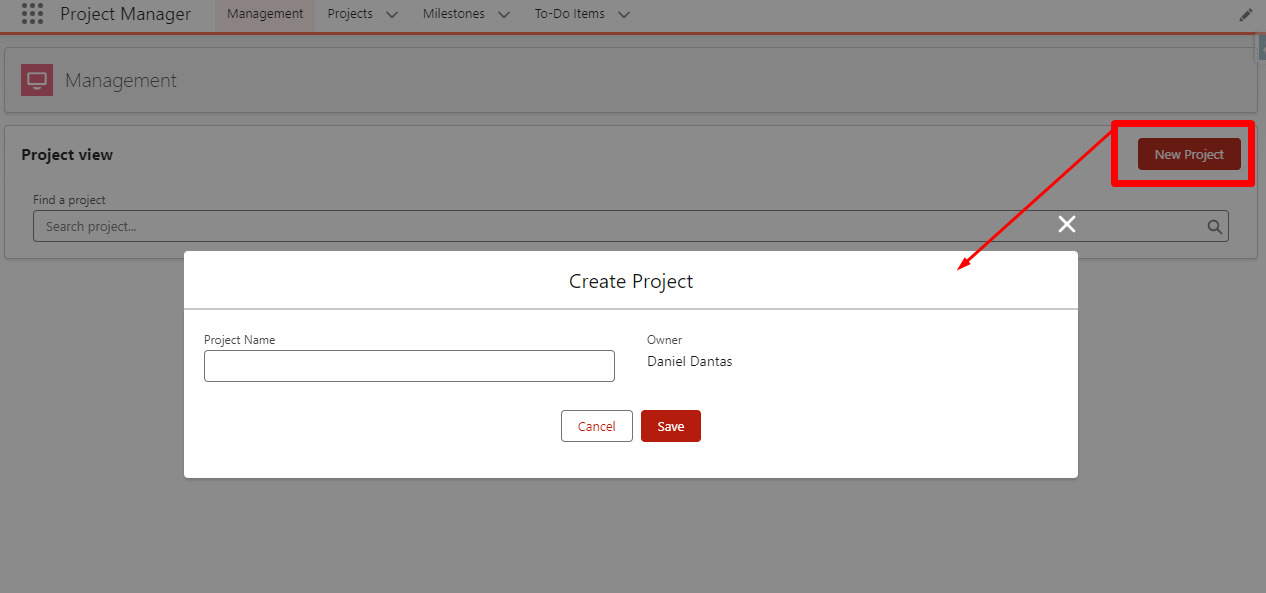 Project Manager
Management
Projects
Milestones
To-Do Items
Management
Project view
New Project
Find a project
Search project...
Create Project
Project Name
Owner
Daniel Dantas
Cancel
Save